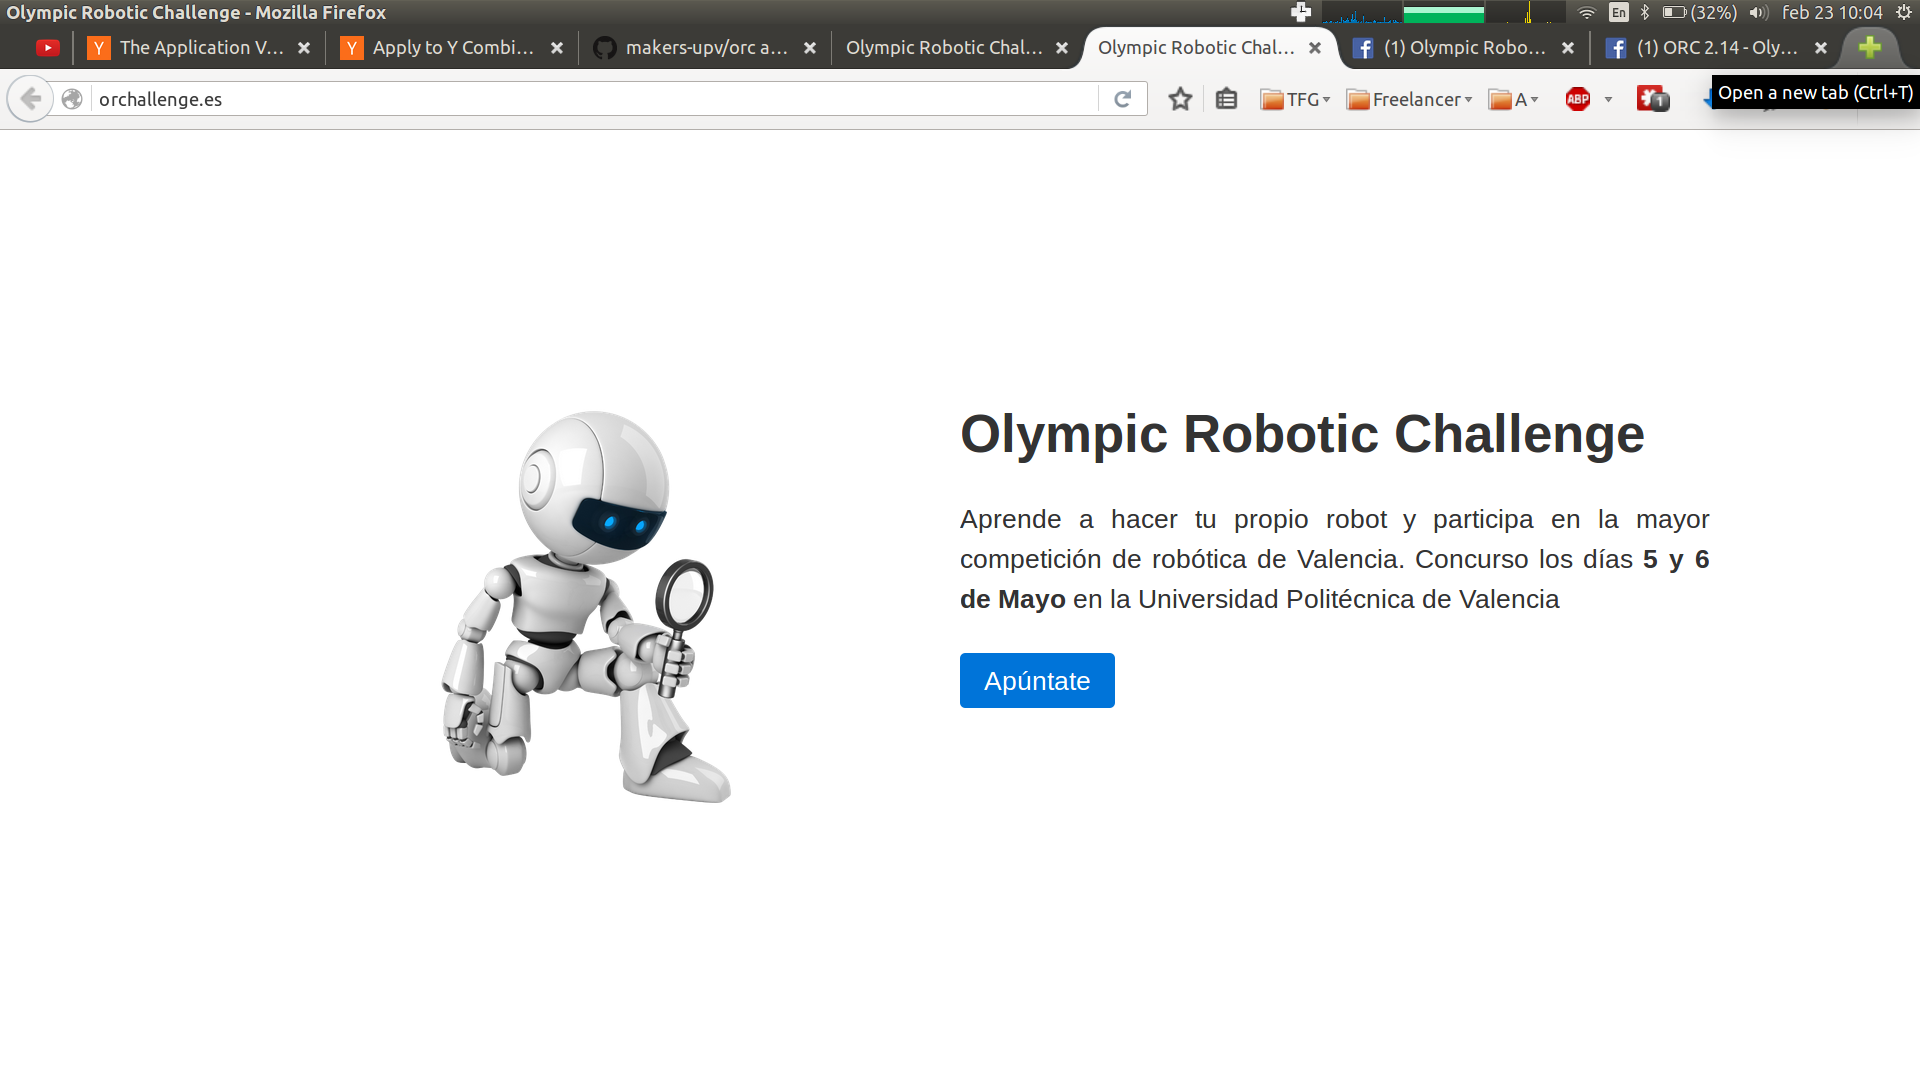 Olympic Robotic Challenge - Mozilla Firefox
En
(32%)
feb 23 10:04
The Application V...
Apply to Y Combi...
makers-upv/orc a...
Olympic Robotic Chal...
Olympic Robotic Chal...
(1) Olympic Robo...
(1) ORC 2.14 - Oly...
orchallenge.es
TFG
Freelancer
A
ABP
1
Open a new tab (Ctrl+T)
Olympic Robotic Challenge
Aprende a hacer tu propio robot y participa en la mayor
competición de robótica de Valencia. Concurso los días 5 y 6
de Mayo en la Universidad Politécnica de Valencia
Apúntate